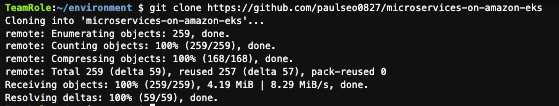 TeamRole:~/environment $ git clone https://github.com/paulseo0827/microservices-on-amazon-eks
Cloning into 'microservices-on-amazon-eks'...
remote: Enumerating objects: 259, done.
remote: Counting objects: 100% (259/259), done.
remote: Compressing objects: 100% (168/168), done.
remote: Total 259 (delta 59), reused 257 (delta 57), pack-reused 0
Receiving objects: 100% (259/259), 4.19 MiB | 8.29 MiB/s, done.
Resolving deltas: 100% (59/59), done.